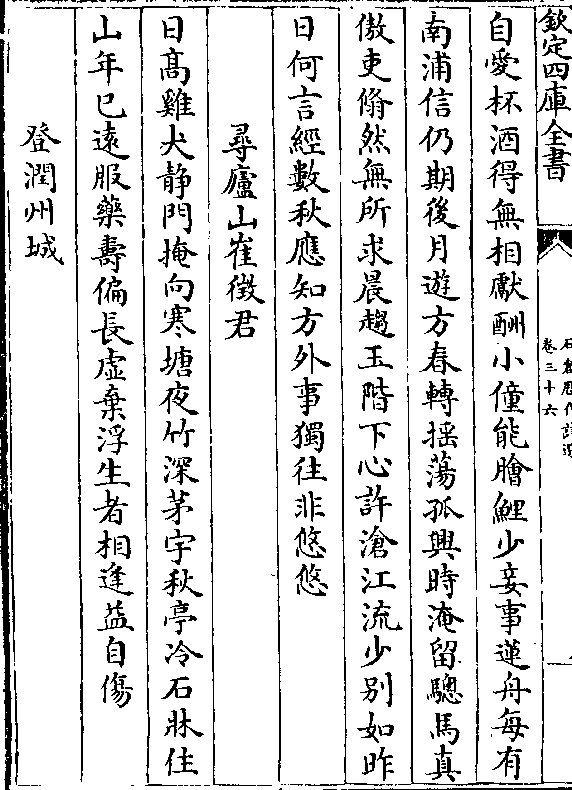 欽定四庫全書
石倉歷代詩選
卷三十六
自愛杯酒得無相獻酬小僮能膾鯉少妾事蓮舟每有
南浦信仍期後月遊方春轉搖蕩孤興時淹留驄馬真
傲吏翛然無所求晨趨玉階下心許滄江流少别如昨
日何言經數秋應知方外事獨往非悠悠
尋廬山崔徴君
日髙雞犬静門掩向寒塘夜竹深茅宇秋亭冷石牀住
山年已遠服藥壽偏長虚棄浮生者相逢益自傷
登潤州城